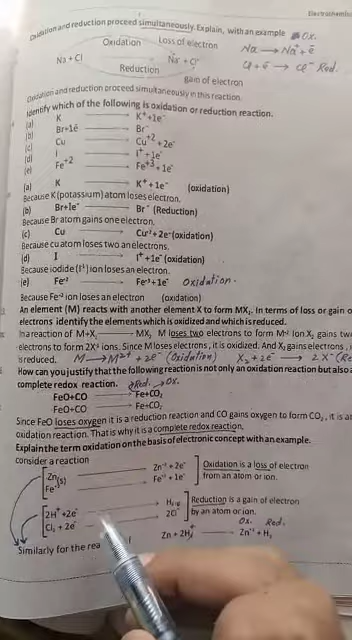 Electrochemis
Oxidation and reduction proceed simultaneously. Explain, with an example Ox.
Oxidation Loss of electron Na → Na⁺ + ē
Na + Cl → Na⁺ + Cl⁻ Cl + ē → Cl⁻ Red.
Reduction
Gain of electron
Oxidation and reduction proceed simultaneously in this reaction.
Identify which of the following is oxidation or reduction reaction.
(a) K → K⁺+1e⁻
(b) Br+1ē → Br⁻
(c) Cu → Cu⁺²+2e⁻
(d) I → I⁺+1e⁻
(e) Fe⁺² → Fe⁺³+1e⁻
(a) K → K⁺+1e⁻ (oxidation)
Because K (potassium) atom loses an electron.
(b) Br+1e⁻ → Br⁻ (Reduction)
Because Br atom gains one electron.
(c) Cu → Cu⁺²+2e⁻(oxidation)
Because cu atom loses two an electrons.
(d) I → I⁺+1e⁻ (oxidation)
Because iodide (I⁺) ion loses an electron.
(e) Fe⁺² → Fe⁺³+1e⁻ Oxidation.
Because Fe⁺² ion loses an electron (oxidation)
An element (M) reacts with another element X to form MX₂. In terms of loss or gain o
electrons identify the elements which is oxidized and which is reduced.
In a reaction of M+X₂ → MX₂ M loses two electrons to form M⁺² ion X₂ gains tw
electrons to form 2X⁻¹ ions. Since M loses electrons, it is oxidized. And X₂ gains electrons, i
is reduced. M → M²⁺ + 2e⁻ (Oxidation) X₂ + 2e⁻ → 2X⁻ (Re
How can you justify that the following reaction is not only an oxidation reaction but also a
complete redox reaction. Red. Ox.
FeO+CO → Fe+CO₂
FeO+CO → Fe+CO₂
Since FeO loses oxygen it is a reduction reaction and CO gains oxygen to form CO₂, it is a
oxidation reaction. That is why it is a complete redox reaction.
Explain the term oxidation on the basis of electronic concept with an example.
consider a reaction
Zn(s) → Zn⁺²+2e⁻ Oxidation is a loss of electron
Fe⁺² → Fe⁺³+1e⁻ from an atom or ion.
2H⁺+2e⁻ → H₂(g) Reduction is a gain of electron
Cl₂ + 2e⁻ → 2Cl⁻ by an atom or ion.
Ox. Red.
Similarly for the rea Zn + 2H⁺ → Zn⁺² + H₂